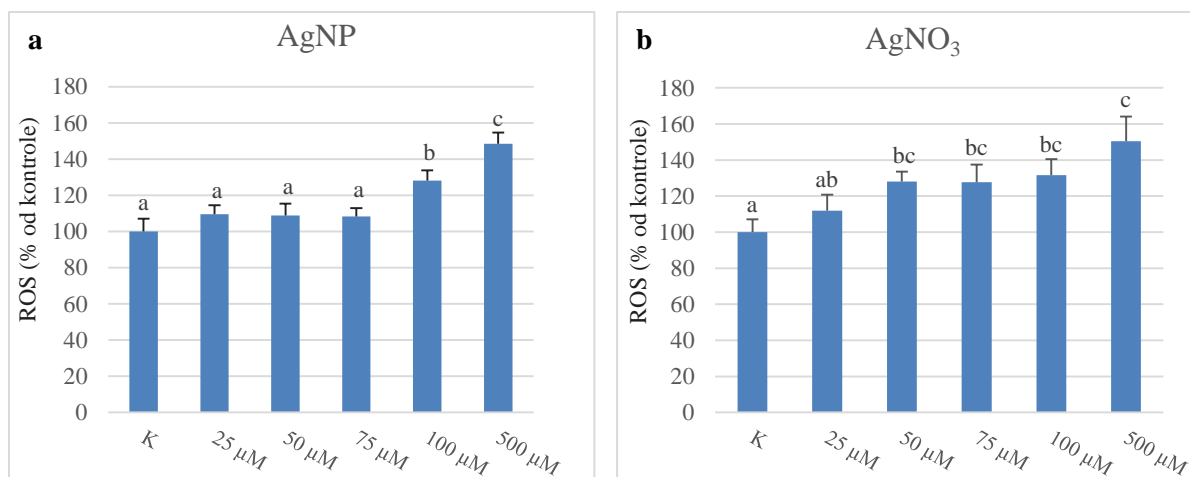 a
AgNP
ROS (% od kontrole)
180
160
140
120
100
80
60
40
20
0
a
a
a
a
b
c
K
25 µM
50 µM
75 µM
100 µM
500 µM
b
AgNO₃
ROS (% od kontrole)
180
160
140
120
100
80
60
40
20
0
a
ab
bc
bc
bc
c
K
25 µM
50 µM
75 µM
100 µM
500 µM